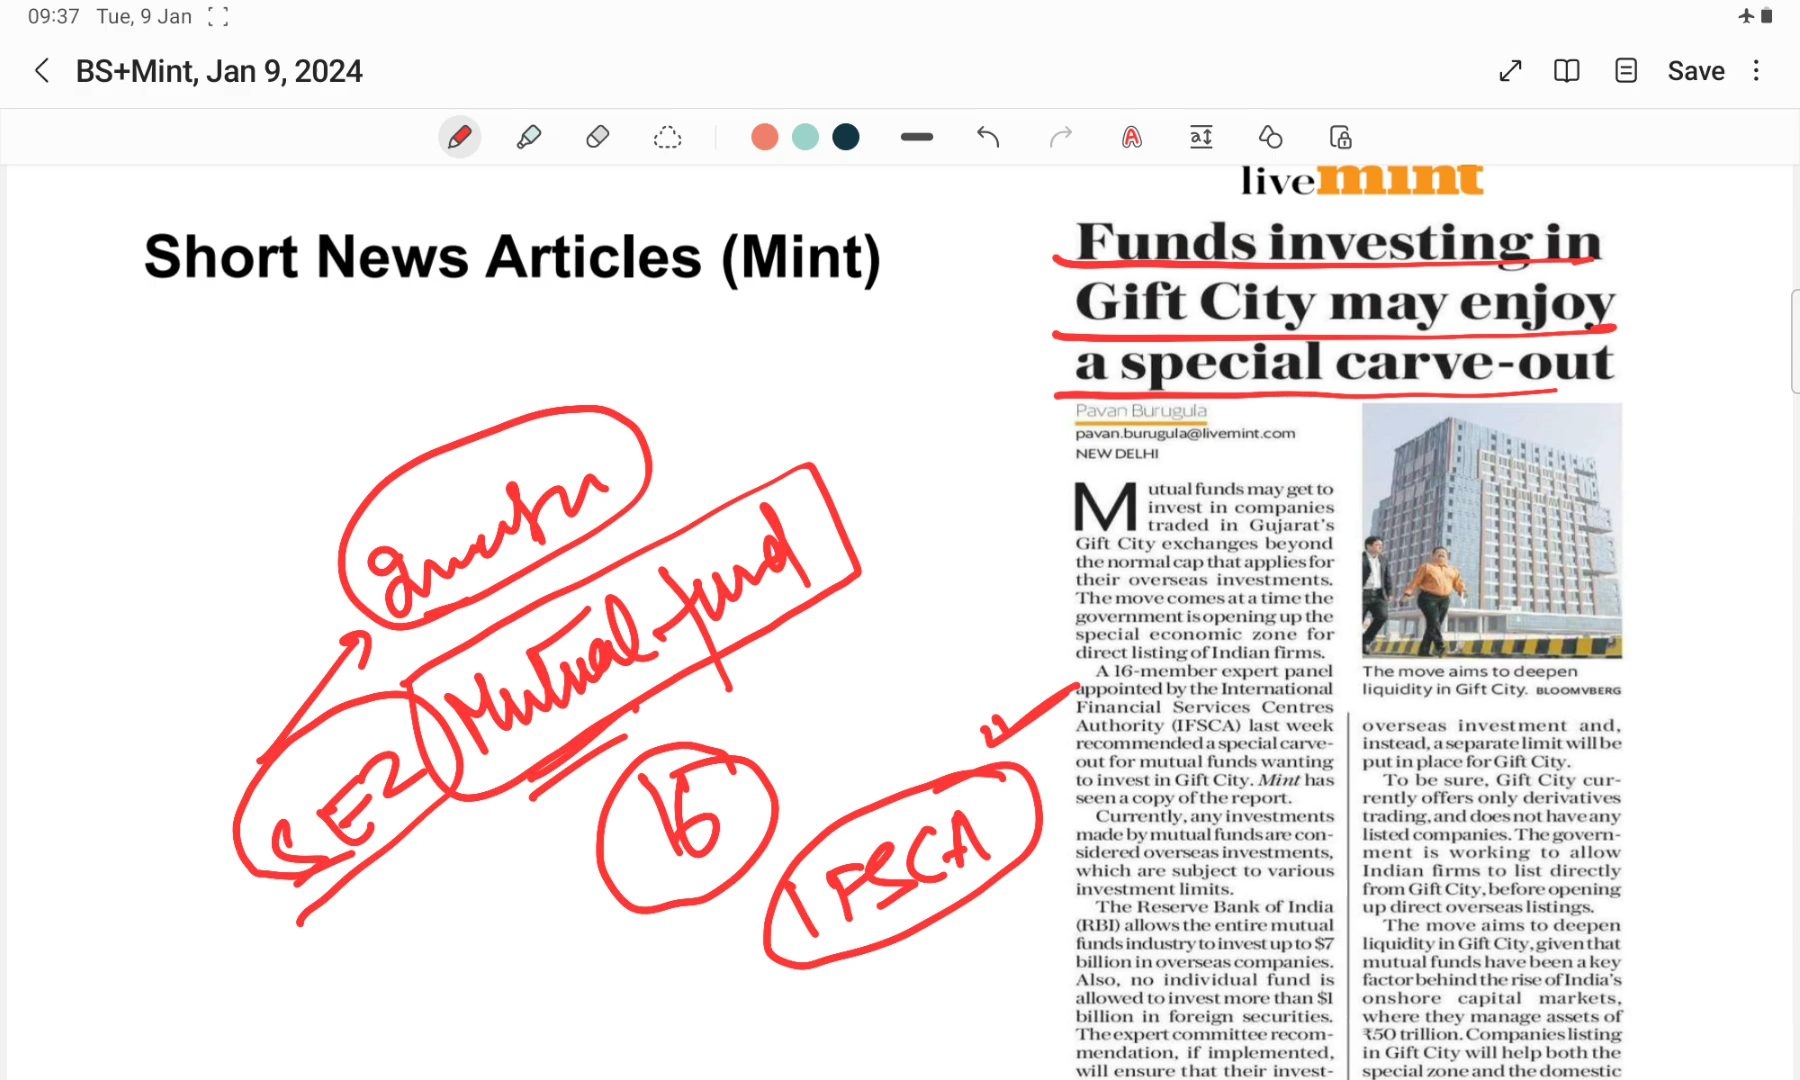 09:37 Tue, 9 Jan
BS+Mint, Jan 9, 2024
Save
livemint
Short News Articles (Mint)
Mutual fund
SEZ
16
IFSCA
Funds investing in
Gift City may enjoy
a special carve-out
Pavan Burugula
pavan.burugula@livemint.com
NEW DELHI
Mutual funds may get to
invest in companies
traded in Gujarat's
Gift City exchanges beyond
the normal cap that applies for
their overseas investments.
The move comes at a time the
government is opening up the
special economic zone for
direct listing of Indian firms.
A 16-member expert panel
appointed by the International
Financial Services Centres
Authority (IFSCA) last week
recommended a special carve-
out for mutual funds wanting
to invest in Gift City. Mint has
seen a copy of the report.
Currently, any investments
made by mutual funds are con-
sidered overseas investments,
which are subject to various
investment limits.
The Reserve Bank of India
(RBI) allows the entire mutual
funds industry to invest up to $7
billion in overseas companies.
Also, no individual fund is
allowed to invest more than $1
billion in foreign securities.
The expert committee recom-
mendation, if implemented,
will ensure that their invest-
The move aims to deepen
liquidity in Gift City. BLOOMVBERG
overseas investment and,
instead, a separate limit will be
put in place for Gift City.
To be sure, Gift City cur-
rently offers only derivatives
trading, and does not have any
listed companies. The govern-
ment is working to allow
Indian firms to list directly
from Gift City, before opening
up direct overseas listings.
The move aims to deepen
liquidity in Gift City, given that
mutual funds have been a key
factor behind the rise of India's
onshore capital markets,
where they manage assets of
₹50 trillion. Companies listing
in Gift City will help both the
special zone and the domestic